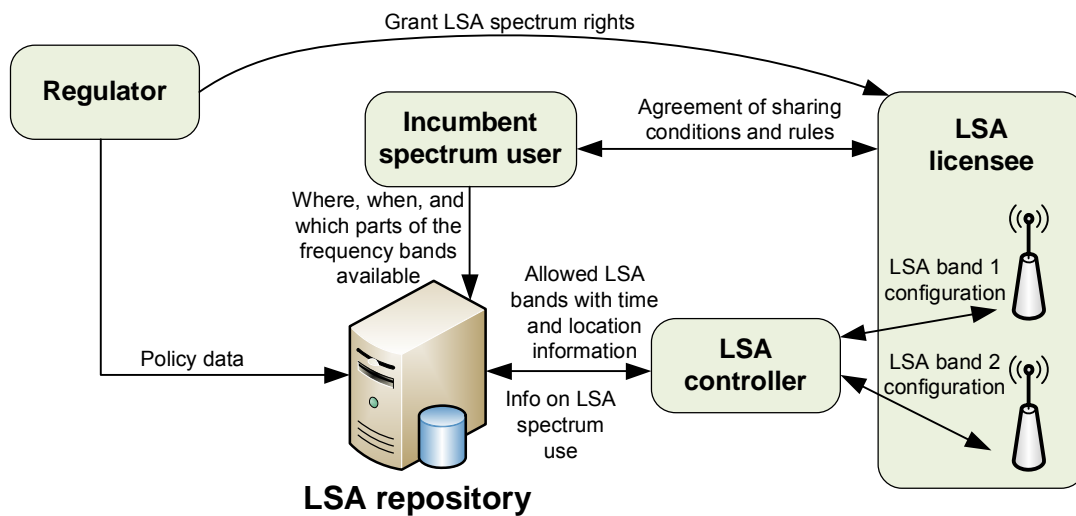 Grant LSA spectrum rights
Regulator
Incumbent
spectrum user
Agreement of sharing
conditions and rules
LSA
licensee
Where, when, and
which parts of the
frequency bands
available
Allowed LSA
bands with time
and location
information
LSA band 1
configuration
Policy data
LSA
controller
LSA band 2
configuration
Info on LSA
spectrum
use
LSA repository